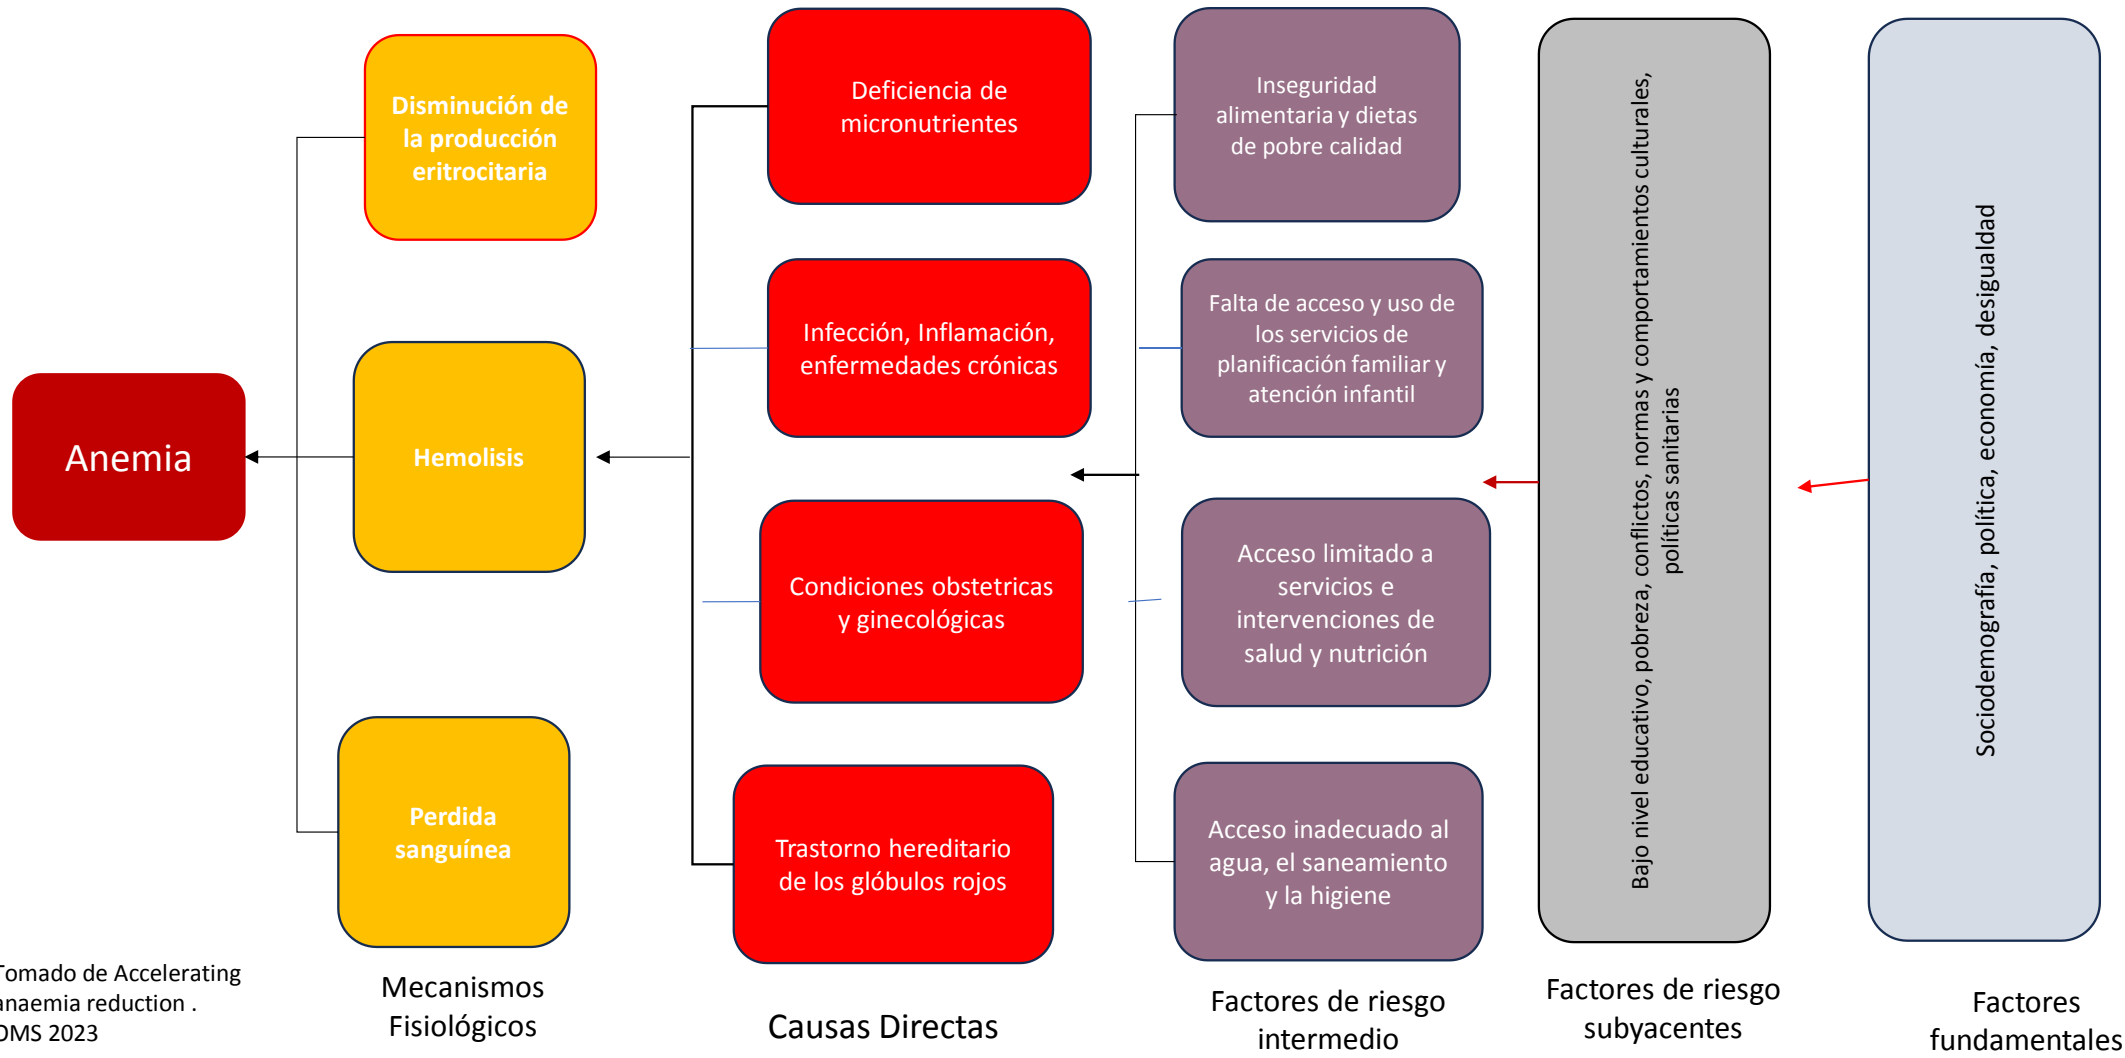 Anemia
Disminución de
la producción
eritrocitaria
Hemolisis
Perdida
sanguínea
Deficiencia de
micronutrientes
Infección, Inflamación,
enfermedades crónicas
Condiciones obstetricas
y ginecológicas
Trastorno hereditario
de los glóbulos rojos
Inseguridad
alimentaria y dietas
de pobre calidad
Falta de acceso y uso de
los servicios de
planificación familiar y
atención infantil
Acceso limitado a
servicios e
intervenciones de
salud y nutrición
Acceso inadecuado al
agua, el saneamiento
y la higiene
Bajo nivel educativo, pobreza, conflictos, normas y comportamientos culturales,
políticas sanitarias
Sociodemografía, política, economía, desigualdad
Tomado de Accelerating
anaemia reduction .
OMS 2023
Mecanismos
Fisiológicos
Causas Directas
Factores de riesgo
intermedio
Factores de riesgo
subyacentes
Factores
fundamentales